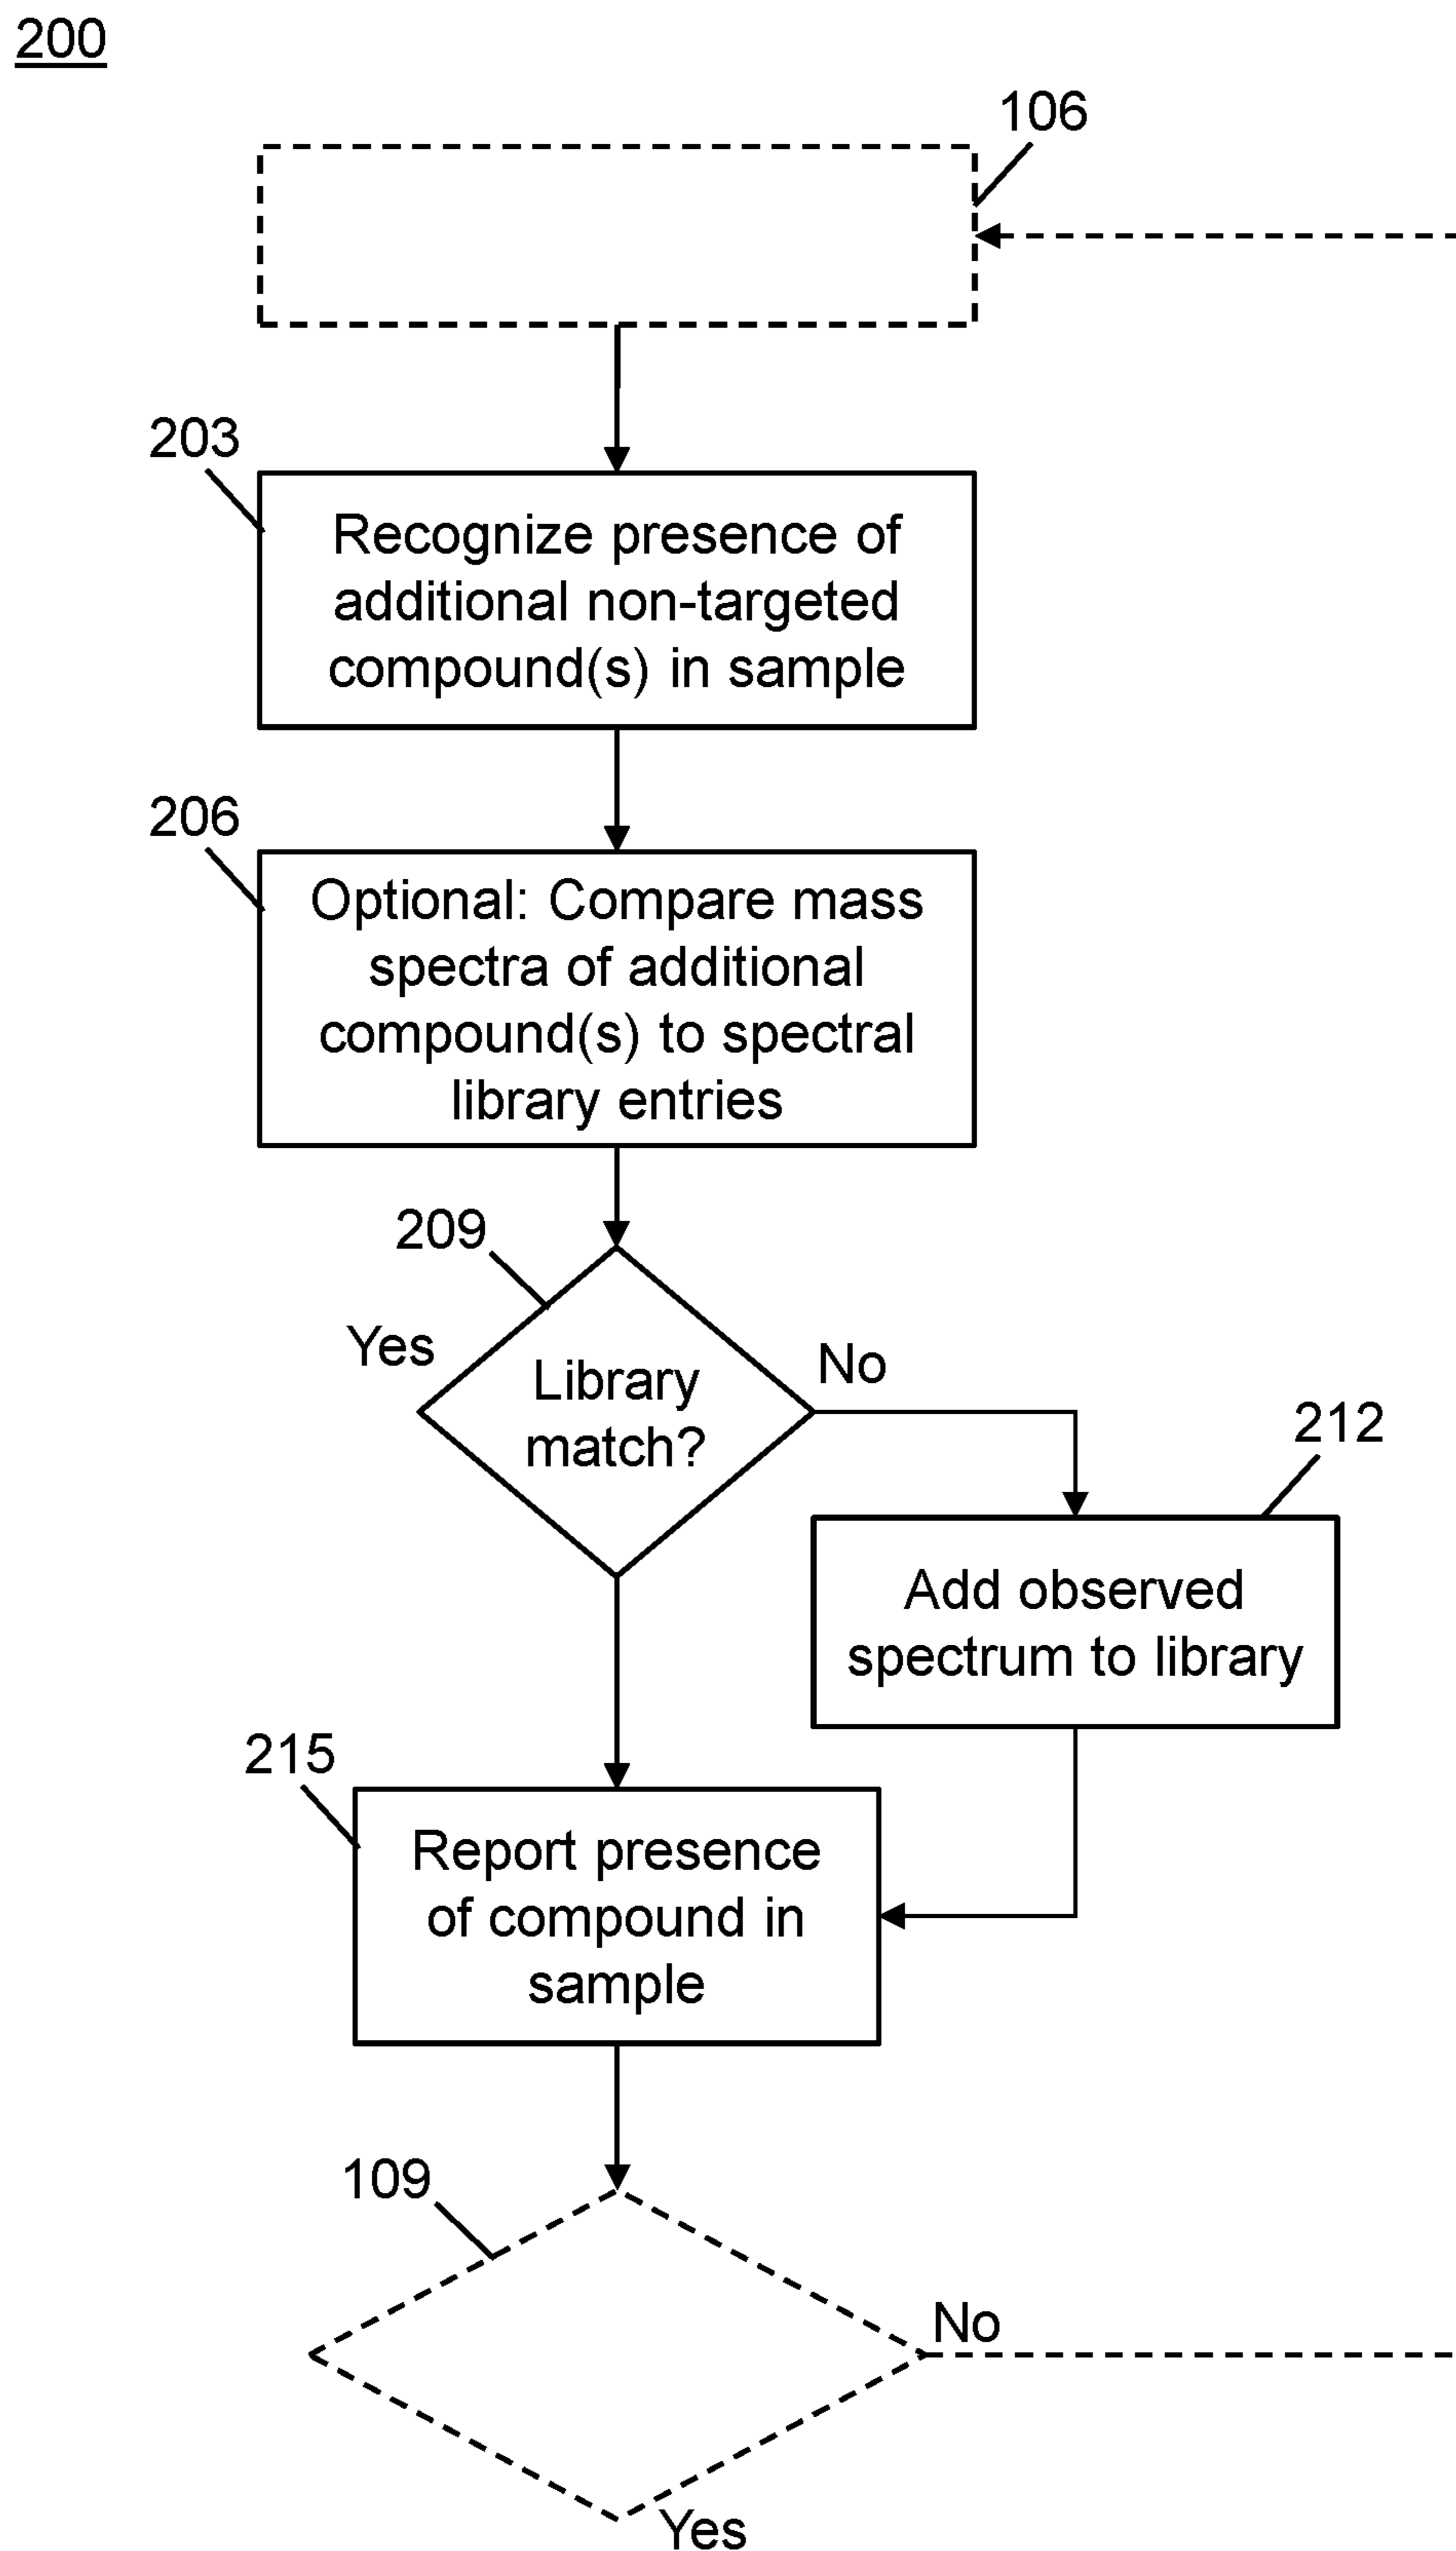 200
106
203
Recognize presence of
additional non-targeted
compound(s) in sample
206
Optional: Compare mass
spectra of additional
compound(s) to spectral
library entries
209
Yes
No
Library
match?
212
Add observed
spectrum to library
215
Report presence
of compound in
sample
109
No
Yes